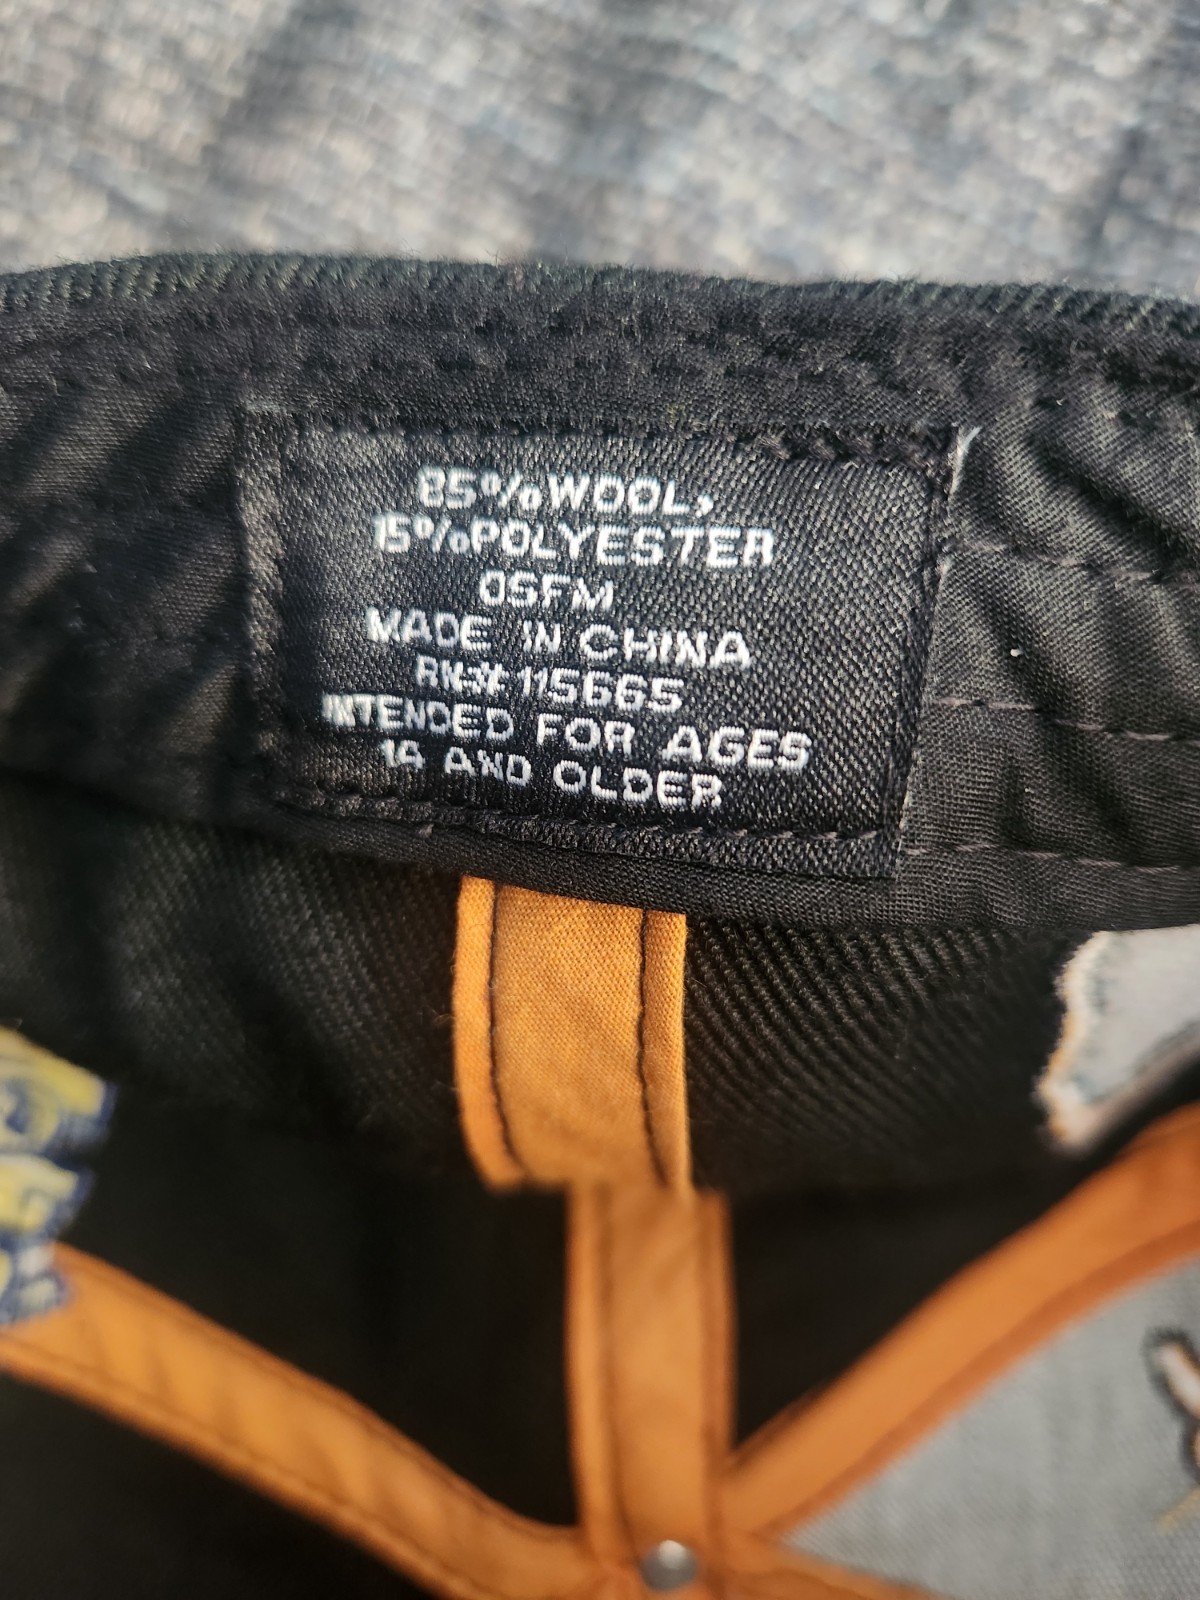 85%WOOL,
15%POLYESTER
OSFM
MADE IN CHINA
RN# 115665
INTENDED FOR AGES
14 AND OLDER